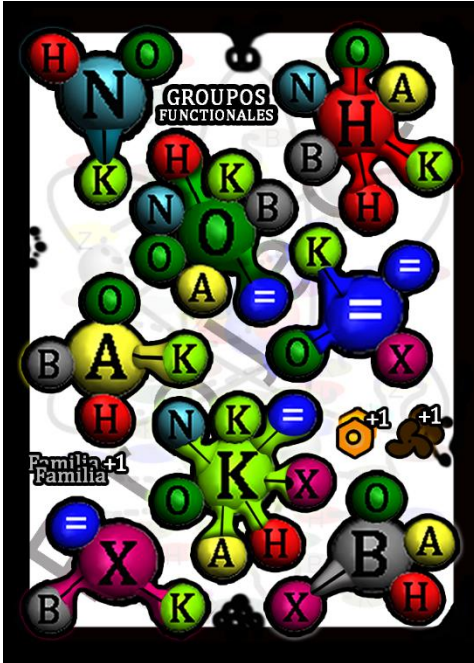 H O
N
K
GROUPOS
FUNCTIONALES
O
N A
H
B K
H
H K
N B
O
O A =
K =
=
O X
O
B A K
H
N K =
K X
O
A H
+1 +1
Familia +1
Familia
=
X
B K
O
B A
X H